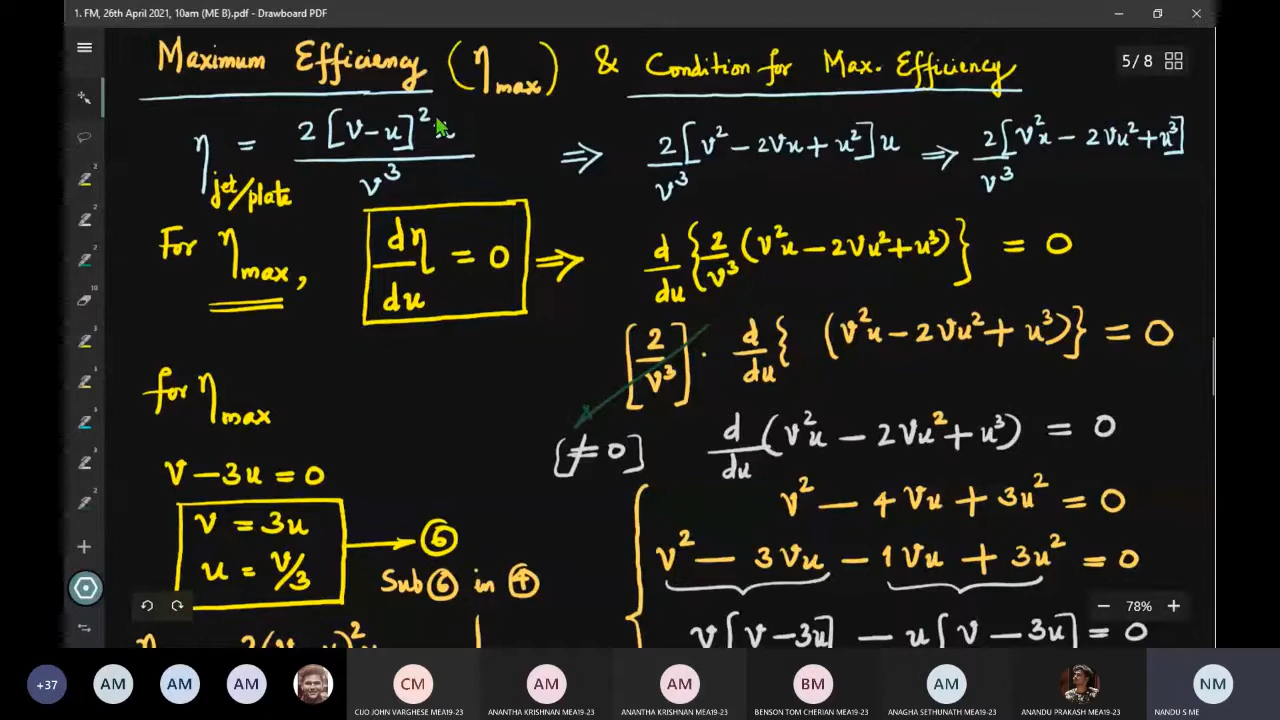 1. FM, 26th April 2021, 10am (ME B).pdf - Drawboard PDF
Maximum Efficiency (η max) & Condition for Max. Efficiency
5/8
η jet/plate = 2[V-u]²u / V³ ⇒ 2/V³ [V² - 2Vu + u²]u ⇒ 2/V³ [V²u - 2Vu² + u³]
For η max, dη/du = 0 ⇒ d/du {2/V³ (V²u - 2Vu² + u³)} = 0
[2/V³] . d/du { (V²u - 2Vu² + u³)} = 0
for η max
[≠ 0] d/du (V²u - 2Vu² + u³) = 0
V - 3u = 0
V² - 4Vu + 3u² = 0
V = 3u
u = V/3 → ⑥
V² - 3Vu - 1Vu + 3u² = 0
Sub ⑥ in ④
78%
V[V - 3u] - u[V - 3u] = 0
+37 AM AM AM CM AM AM BM AM NM
CIJO JOHN VARGHESE MEA19-23 ANANTHA KRISHNAN MEA19-23 ANANTHA KRISHNAN MEA19-23 BENSON TOM CHERIAN MEA19-23 ANAGHA SETHUNATH MEA19-23 ANANDU PRAKASH MEA19-23 NANDU S ME